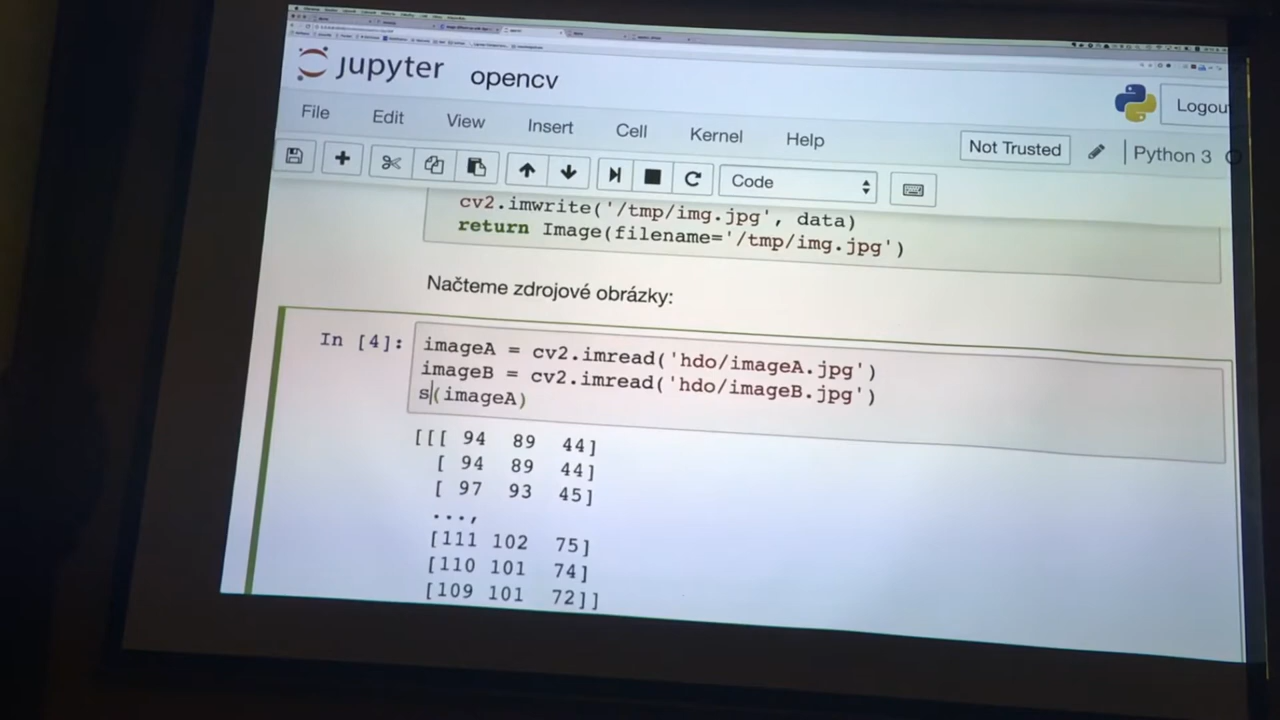 jupyter opencv
Logou
File Edit View Insert Cell Kernel Help
Not Trusted Python 3
Code
cv2.imwrite('/tmp/img.jpg', data)
return Image(filename='/tmp/img.jpg')
Načteme zdrojové obrázky:
In [4]:
imageA = cv2.imread('hdo/imageA.jpg')
imageB = cv2.imread('hdo/imageB.jpg')
s(imageA)
[[[ 94 89 44]
[ 94 89 44]
[ 97 93 45]
...,
[111 102 75]
[110 101 74]
[109 101 72]]